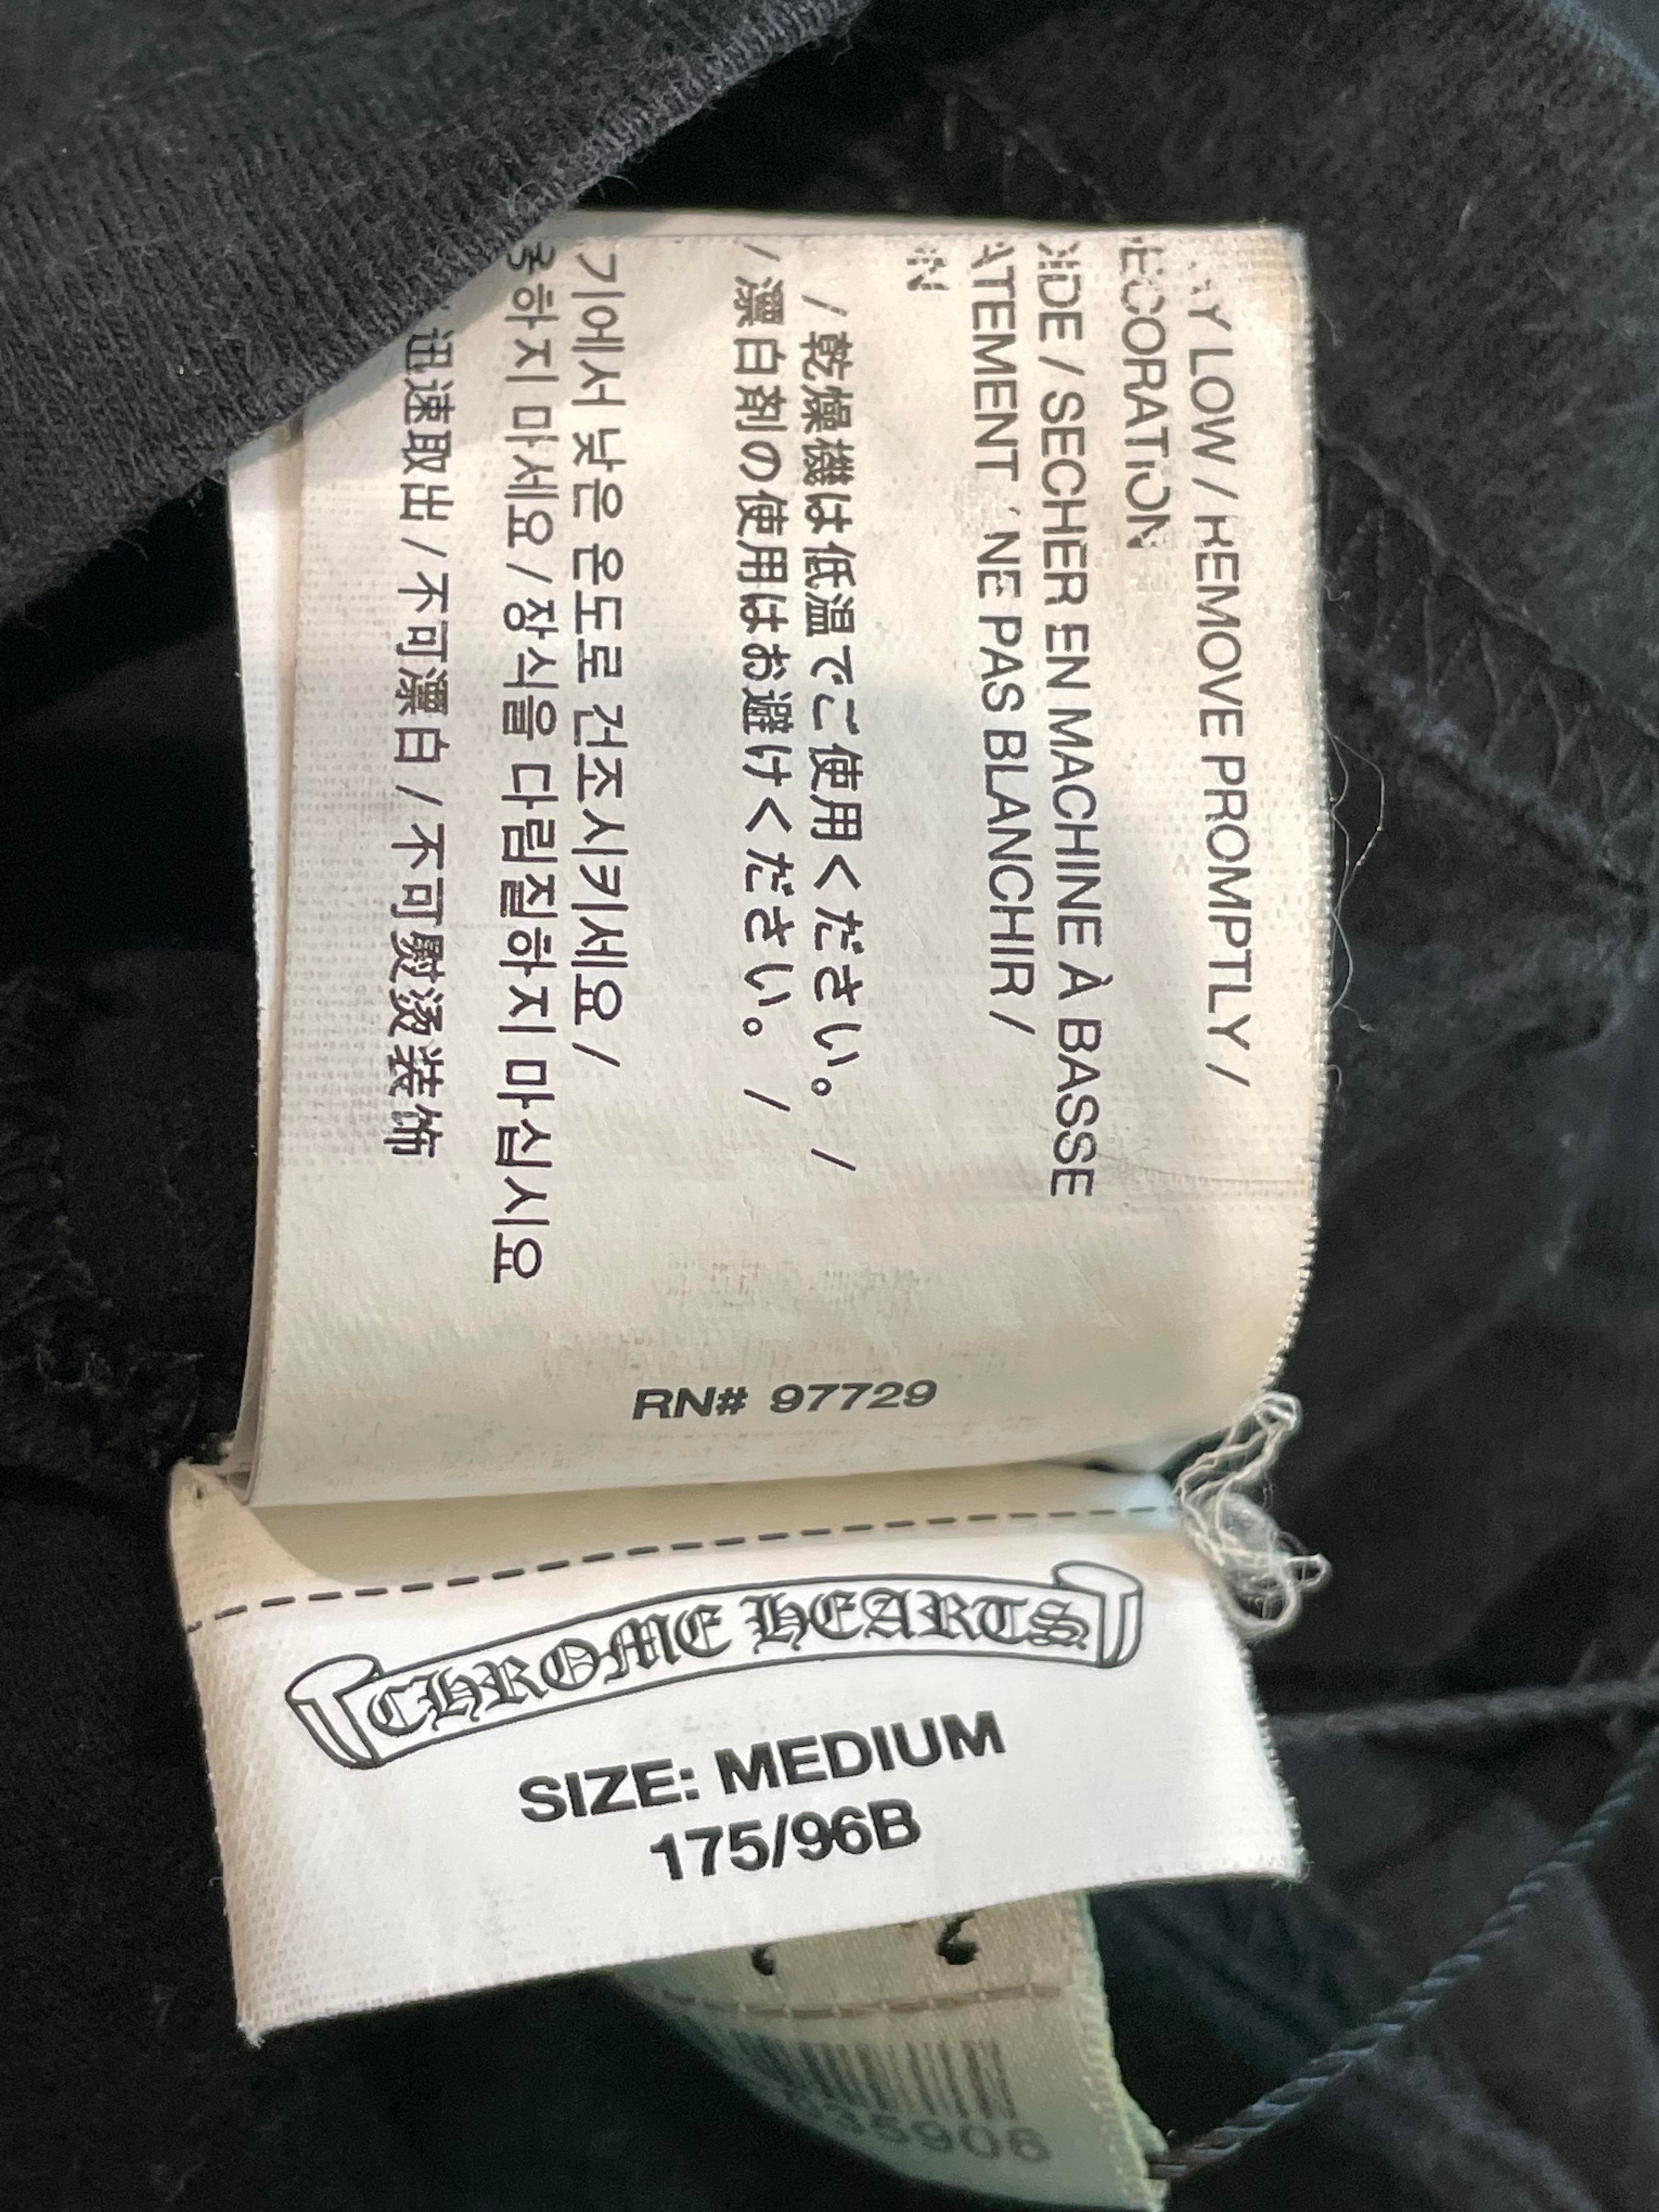 LOW / REMOVE PROMPTLY /
DECORATION
/ SECHER EN MACHINE À BASSE
NE PAS BLANCHIR /
/ 乾燥機は低温でご使用ください。 /
/ 漂白剤の使用はお避けください。 /
기에서 낮은 온도로 건조시키세요 /
하지 마세요 / 장식을 다림질하지 마십시요
迅速取出 / 不可漂白 / 不可熨烫装饰
RN# 97729
CHROME HEARTS
SIZE: MEDIUM
175/96B
35906